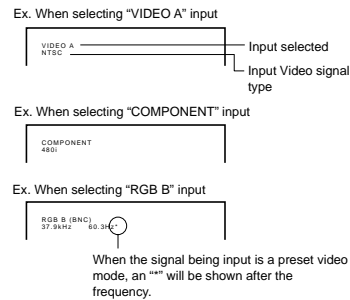 Ex. When selecting “VIDEO A” input
VIDEO A
NTSC
Input selected
Input Video signal
type
Ex. When selecting “COMPONENT” input
COMPONENT
480i
Ex. When selecting “RGB B” input
RGB B (BNC)
37.9kHz 60.3Hz*
When the signal being input is a preset video
mode, an “*” will be shown after the
frequency.